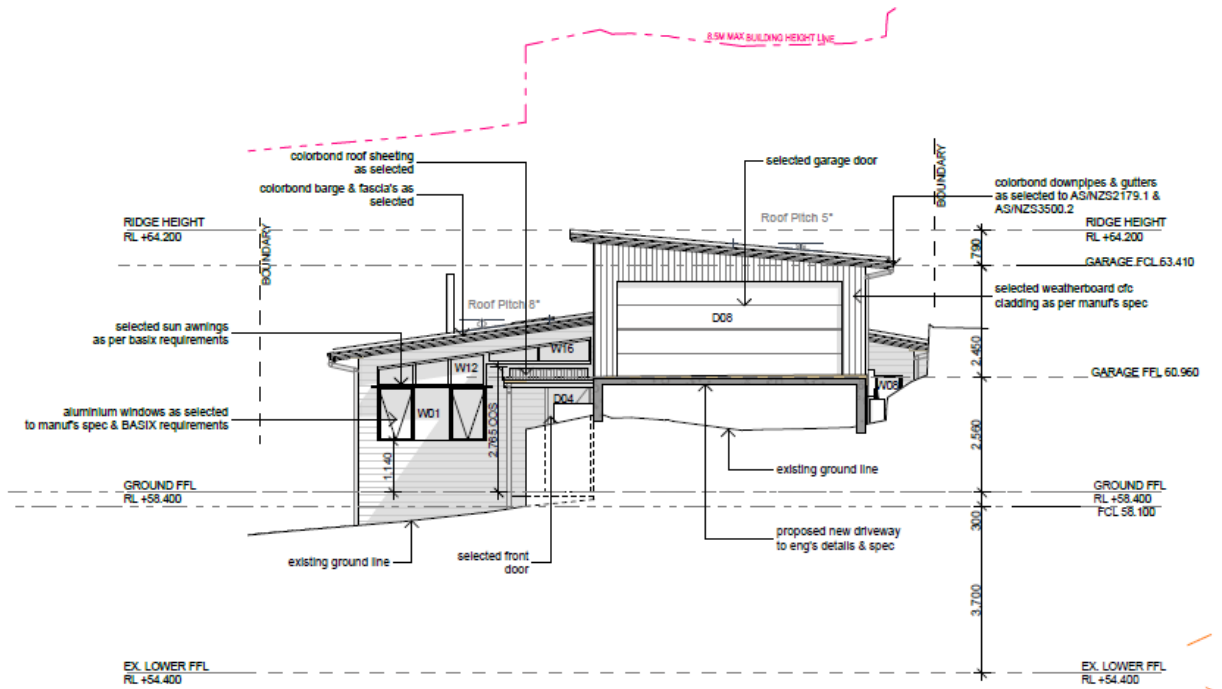 8.5M MAX BUILDING HEIGHT LINE
colorbond roof sheeting
as selected
colorbond barge & fascia's as
selected
selected garage door
BOUNDARY
colorbond downpipes & gutters
as selected to AS/NZS2179.1 &
AS/NZS3500.2
RIDGE HEIGHT
RL +64.200
BOUNDARY
Roof Pitch 5°
RIDGE HEIGHT
RL +64.200
790
GARAGE FCL 63.410
selected weatherboard cfc
cladding as per manuf's spec
Roof Pitch 8°
D08
selected sun awnings
as per basix requirements
W16
W12
2.450
GARAGE FFL 60.960
W08
aluminium windows as selected
to manuf's spec & BASIX requirements
W01
D04
2.765 COS
1.140
2.560
existing ground line
GROUND FFL
RL +58.400
GROUND FFL
RL +58.400
FCL 58.100
300
existing ground line
selected front
door
proposed new driveway
to eng's details & spec
3.700
EX. LOWER FFL
RL +54.400
EX. LOWER FFL
RL +54.400